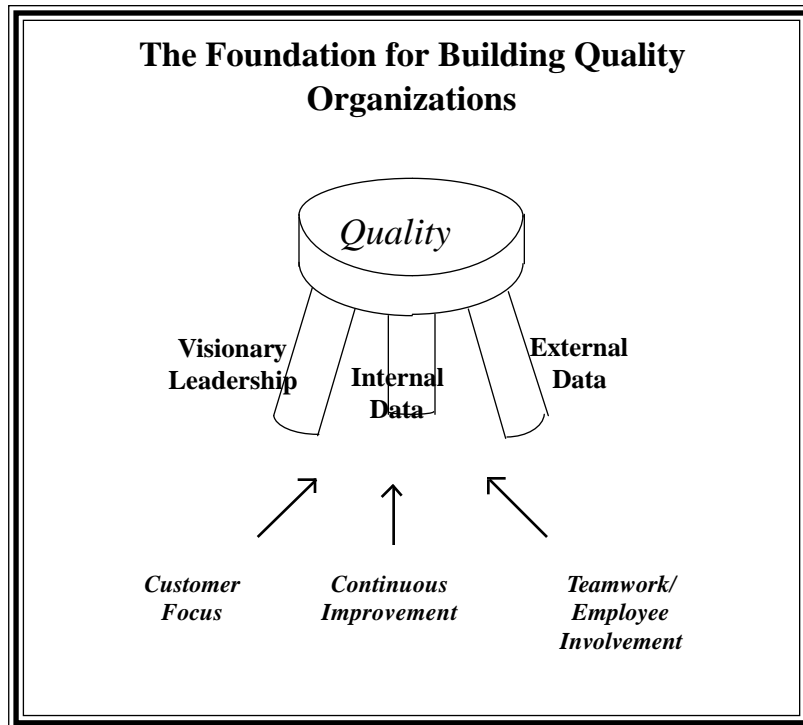 The Foundation for Building Quality
Organizations
Quality
Visionary
Leadership
Internal
Data
External
Data
Customer
Focus
Continuous
Improvement
Teamwork/
Employee
Involvement